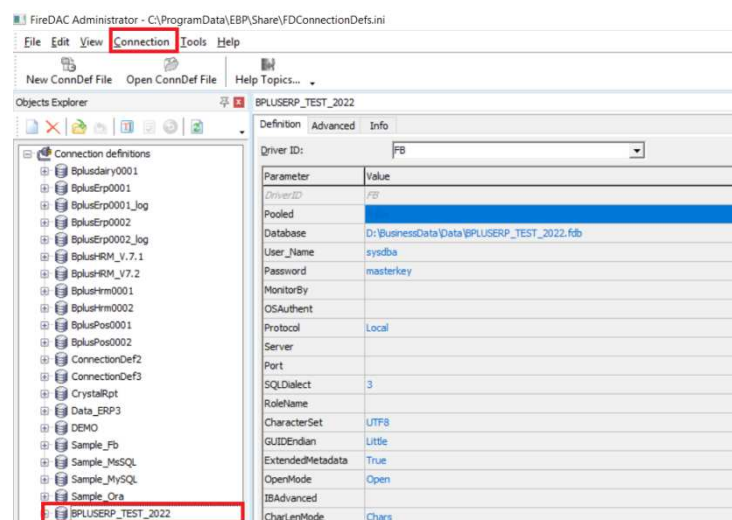 FireDAC Administrator - C:\ProgramData\EBP\Share\FDConnectionDefs.ini
File Edit View Connection Tools Help
New ConnDef File Open ConnDef File Help Topics...
Objects Explorer
BPLUSERP_TEST_2022
Definition Advanced Info
Connection definitions
Bplusdairy0001
BplusErp0001
BplusErp0001_log
BplusErp0002
BplusErp0002_log
BplusHRM_V.7.1
BplusHRM_V7.2
BplusHrm0001
BplusHrm0002
BplusPos0001
BplusPos0002
ConnectionDef2
ConnectionDef3
CrystalRpt
Data_ERP3
DEMO
Sample_Fb
Sample_MsSQL
Sample_MySQL
Sample_Ora
BPLUSERP_TEST_2022
Driver ID: FB
Parameter Value
DriverID FB
Pooled
Database D:\BusinessData\Data\BPLUSERP_TEST_2022.fdb
User_Name sysdba
Password masterkey
MonitorBy
OSAuthent
Protocol Local
Server
Port
SQLDialect 3
RoleName
CharacterSet UTF8
GUIDEndian Little
ExtendedMetadata True
OpenMode Open
IBAdvanced
CharLenMode Chars